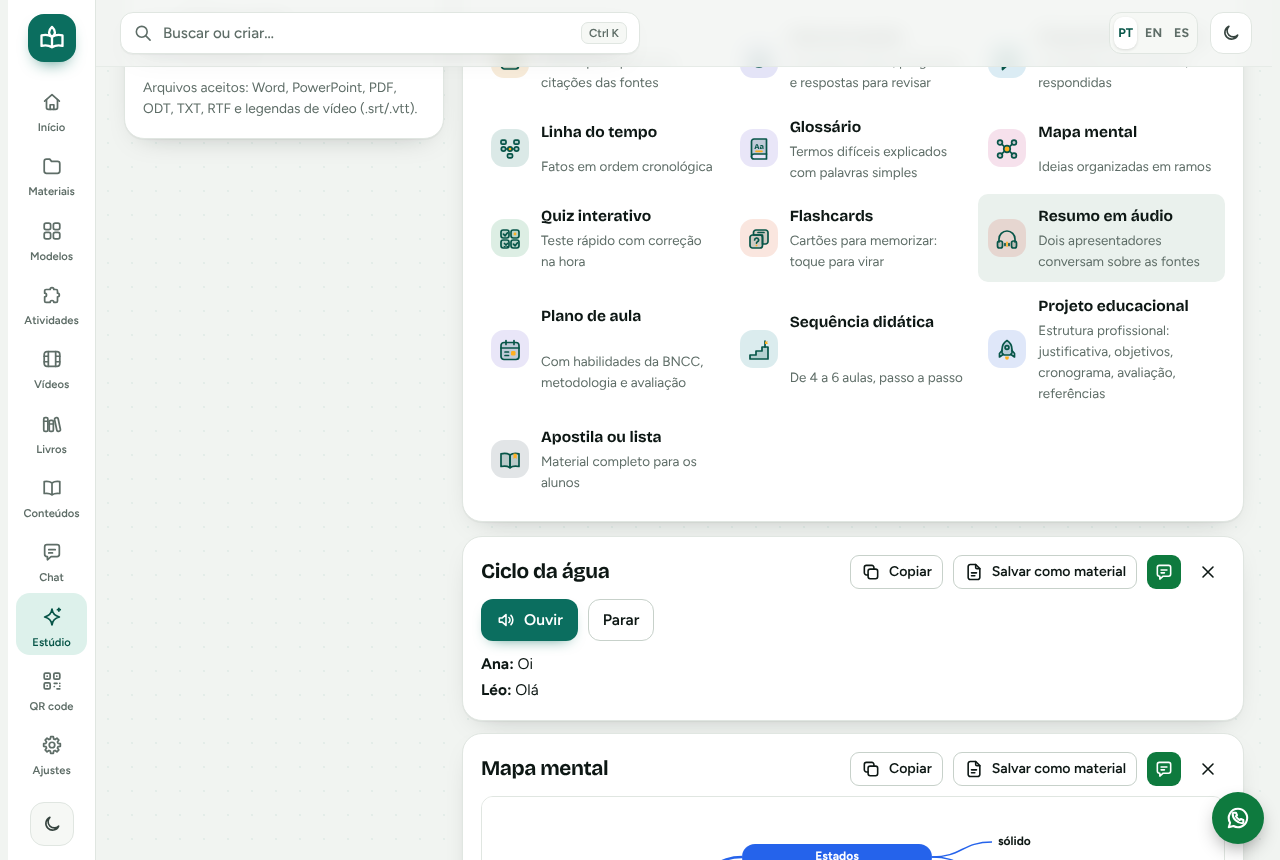 Buscar ou criar...
Ctrl K
PT EN ES
Início
Materiais
Modelos
Atividades
Vídeos
Livros
Conteúdos
Chat
Estúdio
QR code
Ajustes
Arquivos aceitos: Word, PowerPoint, PDF,
ODT, TXT, RTF e legendas de vídeo (.srt/.vtt).
citações das fontes
e respostas para revisar
respondidas
Linha do tempo
Fatos em ordem cronológica
Glossário
Termos difíceis explicados
com palavras simples
Mapa mental
Ideias organizadas em ramos
Quiz interativo
Teste rápido com correção
na hora
Flashcards
Cartões para memorizar:
toque para virar
Resumo em áudio
Dois apresentadores
conversam sobre as fontes
Plano de aula
Com habilidades da BNCC,
metodologia e avaliação
Sequência didática
De 4 a 6 aulas, passo a passo
Projeto educacional
Estrutura profissional:
justificativa, objetivos,
cronograma, avaliação,
referências
Apostila ou lista
Material completo para os
alunos
Ciclo da água
Copiar
Salvar como material
Ouvir
Parar
Ana: Oi
Léo: Olá
Mapa mental
Copiar
Salvar como material
sólido
Estados